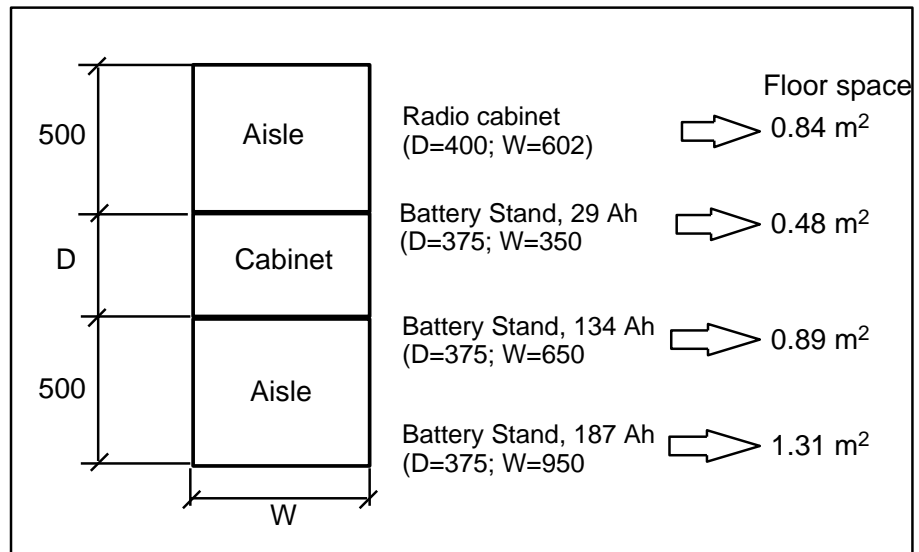 Floor space
500
Aisle
Radio cabinet
(D=400; W=602)
0.84 m²
Battery Stand, 29 Ah
(D=375; W=350
0.48 m²
D
Cabinet
Battery Stand, 134 Ah
(D=375; W=650
0.89 m²
500
Aisle
Battery Stand, 187 Ah
(D=375; W=950
1.31 m²
W